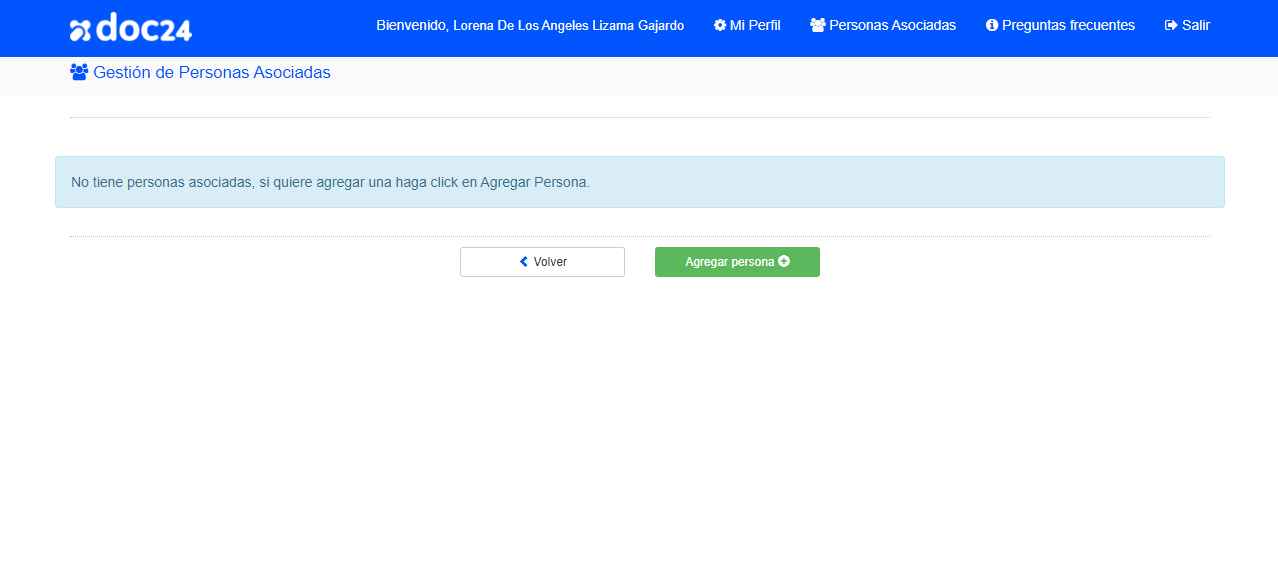 doc24
Bienvenido, Lorena De Los Angeles Lizama Gajardo
Mi Perfil
Personas Asociadas
Preguntas frecuentes
Salir
Gestión de Personas Asociadas
No tiene personas asociadas, si quiere agregar una haga click en Agregar Persona.
Volver
Agregar persona